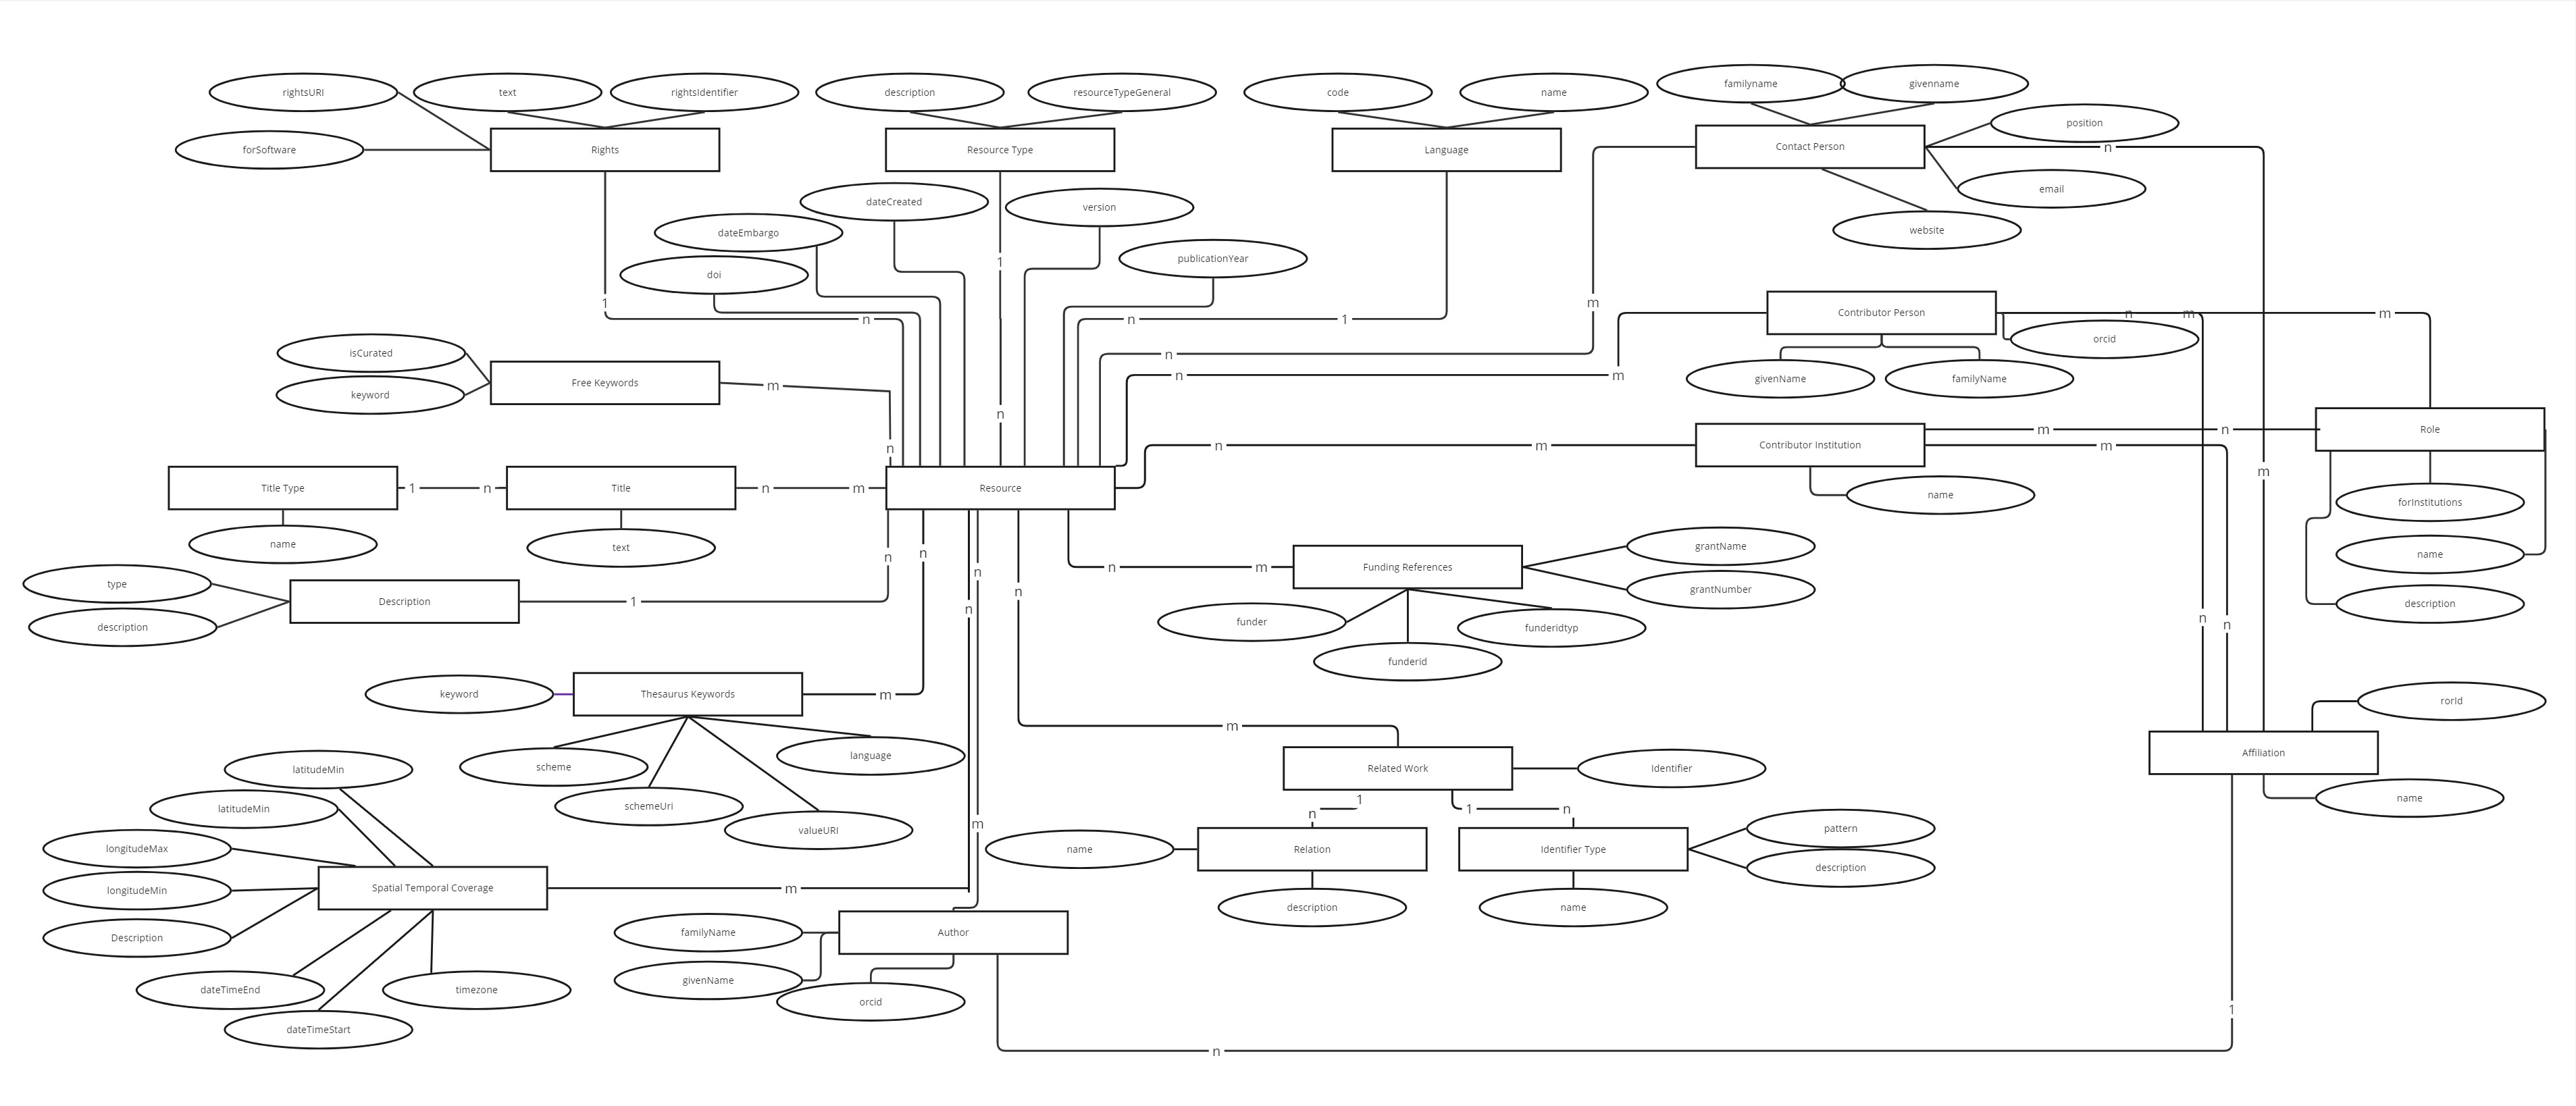 familyname
givenname
rightsURI
text
rightsIdentifier
description
resourceTypeGeneral
code
name
position
forSoftware
Rights
Resource Type
Language
Contact Person
n
email
dateCreated
version
dateEmbargo
website
publicationYear
1
doi
1
m
n
n
1
Contributor Person
n
m
m
orcid
isCurated
n
n
m
Free Keywords
m
givenName
familyName
keyword
n
Role
m
n
n
n
m
Contributor Institution
m
m
Title Type
1
n
Title
n
m
Resource
name
forInstitutions
name
text
n
n
grantName
name
type
n
n
m
Funding References
grantNumber
description
Description
1
n
n
description
funder
funderidtyp
n
n
funderid
keyword
Thesaurus Keywords
m
rorId
m
scheme
language
Related Work
Identifier
Affiliation
latitudeMin
latitudeMin
schemeUri
valueURI
m
1
n
1
n
name
pattern
longitudeMax
name
Relation
Identifier Type
description
longitudeMin
Spatial Temporal Coverage
m
description
name
Description
familyName
Author
givenName
dateTimeEnd
timezone
orcid
dateTimeStart
1
n